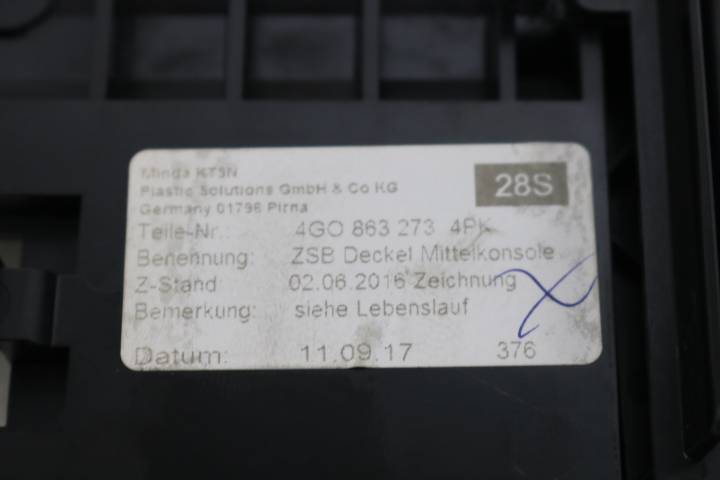 Minda KTSN
Plastic Solutions GmbH & Co KG
Germany 01796 Pirna
28S
Teile-Nr.: 4GO 863 273 4PK
Benennung: ZSB Deckel Mittelkonsole
Z-Stand 02.06.2016 Zeichnung
Bemerkung: siehe Lebenslauf
Datum: 11.09.17 376